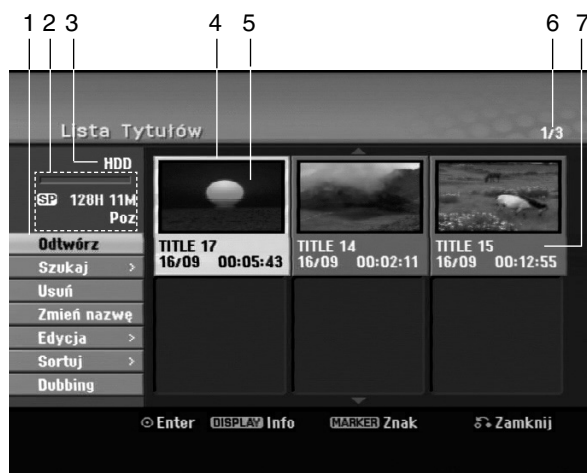 1 2 3 4 5 6 7
Lista Tytułów
1/3
HDD
SP 128H 11M
Poz
Odtwórz
Szukaj >
Usuń
Zmień nazwę
Edycja >
Sortuj >
Dubbing
TITLE 17
16/09 00:05:43
TITLE 14
16/09 00:02:11
TITLE 15
16/09 00:12:55
Enter DISPLAY Info MARKER Znak Zamknij